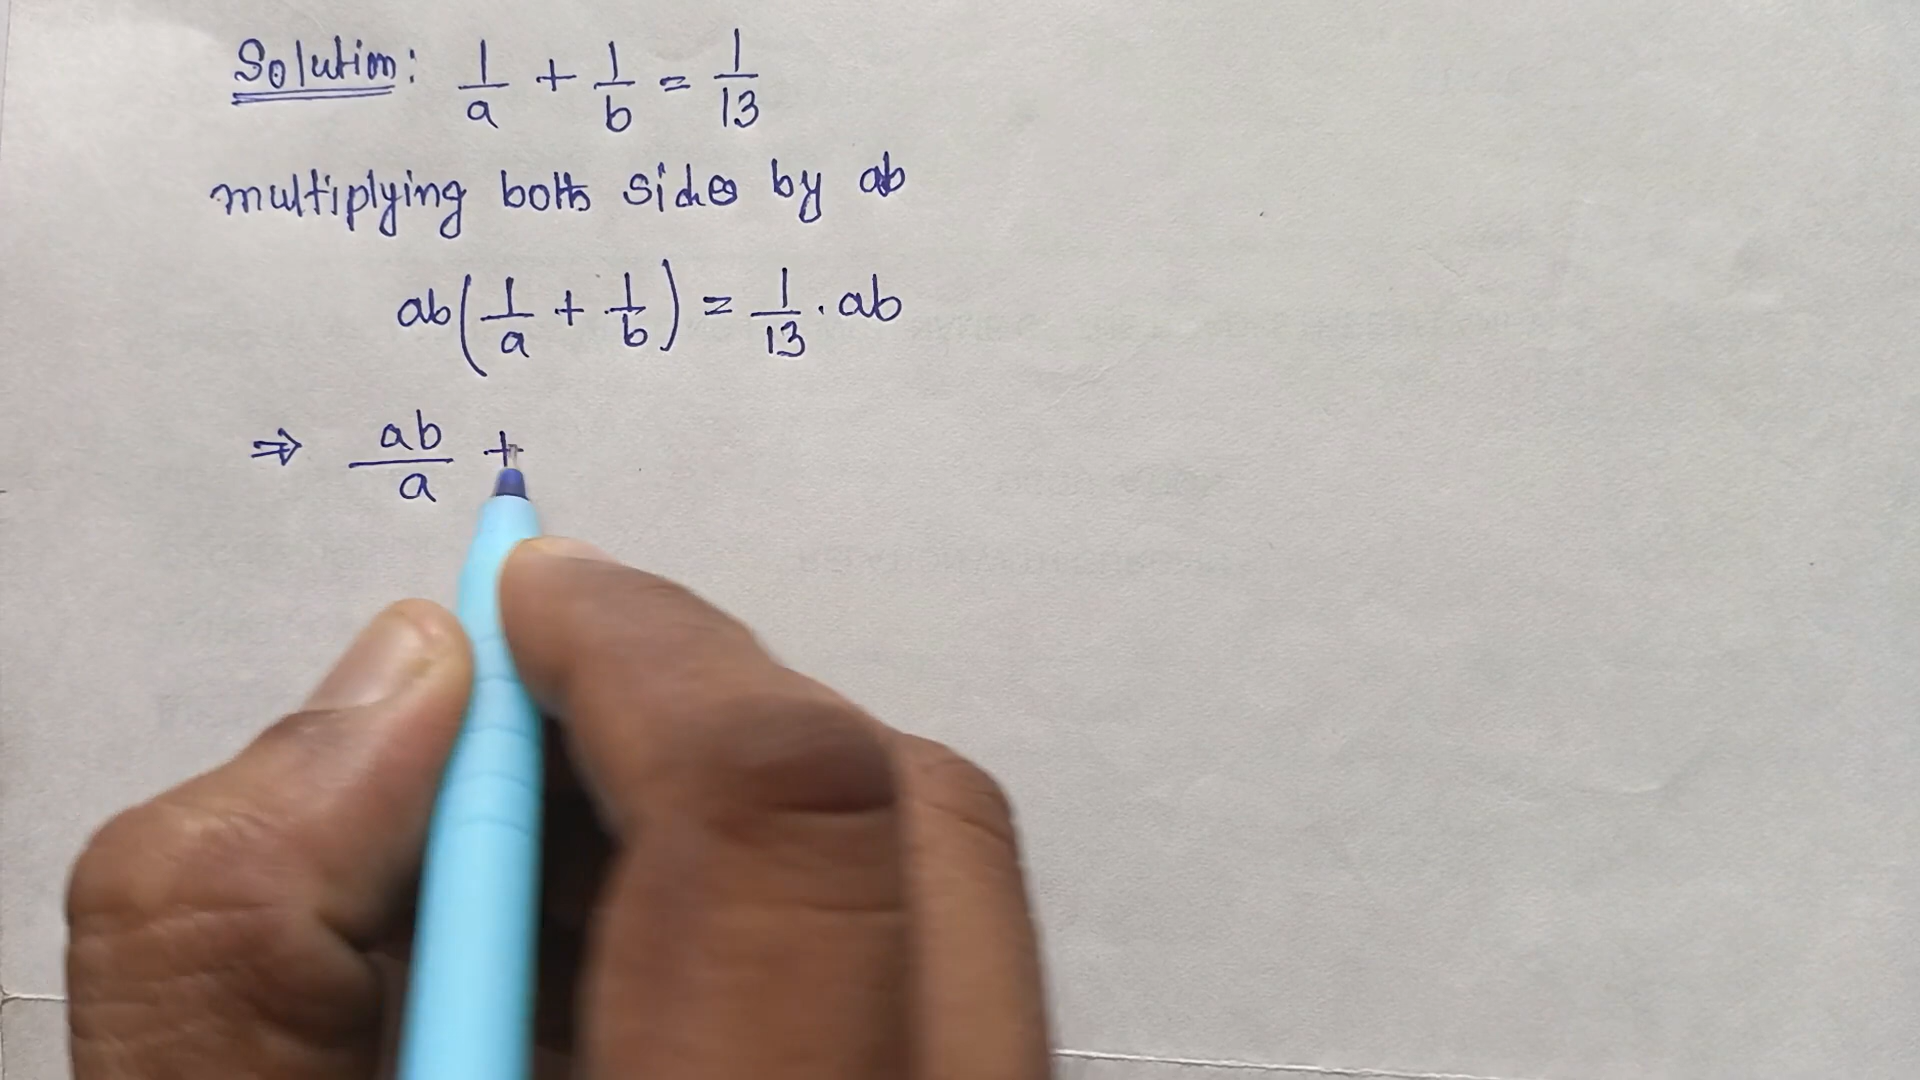 Solution: 1/a + 1/b = 1/13
multiplying both sides by ab
ab(1/a + 1/b) = 1/13 . ab
⇒ ab/a +